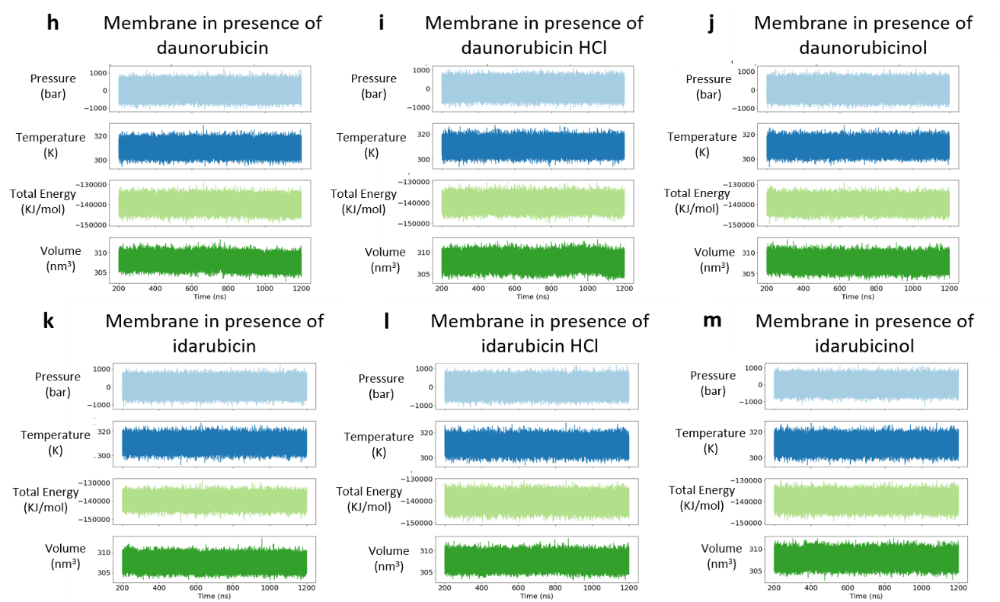 h Membrane in presence of
daunorubicin
Pressure
(bar)
1000
0
−1000
Temperature
(K)
320
300
Total Energy
(KJ/mol)
−130000
−140000
−150000
Volume
(nm³)
310
305
200 400 600 800 1000 1200
Time (ns)
i Membrane in presence of
daunorubicin HCl
Pressure
(bar)
1000
0
−1000
Temperature
(K)
320
300
Total Energy
(KJ/mol)
−130000
−140000
−150000
Volume
(nm³)
310
305
200 400 600 800 1000 1200
Time (ns)
j Membrane in presence of
daunorubicinol
Pressure
(bar)
1000
0
−1000
Temperature
(K)
320
300
Total Energy
(KJ/mol)
−130000
−140000
−150000
Volume
(nm³)
310
305
200 400 600 800 1000 1200
Time (ns)
k Membrane in presence of
idarubicin
Pressure
(bar)
1000
0
−1000
Temperature
(K)
320
300
Total Energy
(KJ/mol)
−130000
−140000
−150000
Volume
(nm³)
310
305
200 400 600 800 1000 1200
Time (ns)
l Membrane in presence of
idarubicin HCl
Pressure
(bar)
1000
0
−1000
Temperature
(K)
320
300
Total Energy
(KJ/mol)
−130000
−140000
−150000
Volume
(nm³)
310
305
200 400 600 800 1000 1200
Time (ns)
m Membrane in presence of
idarubicinol
Pressure
(bar)
1000
0
−1000
Temperature
(K)
320
300
Total Energy
(KJ/mol)
−130000
−140000
−150000
Volume
(nm³)
310
305
200 400 600 800 1000 1200
Time (ns)